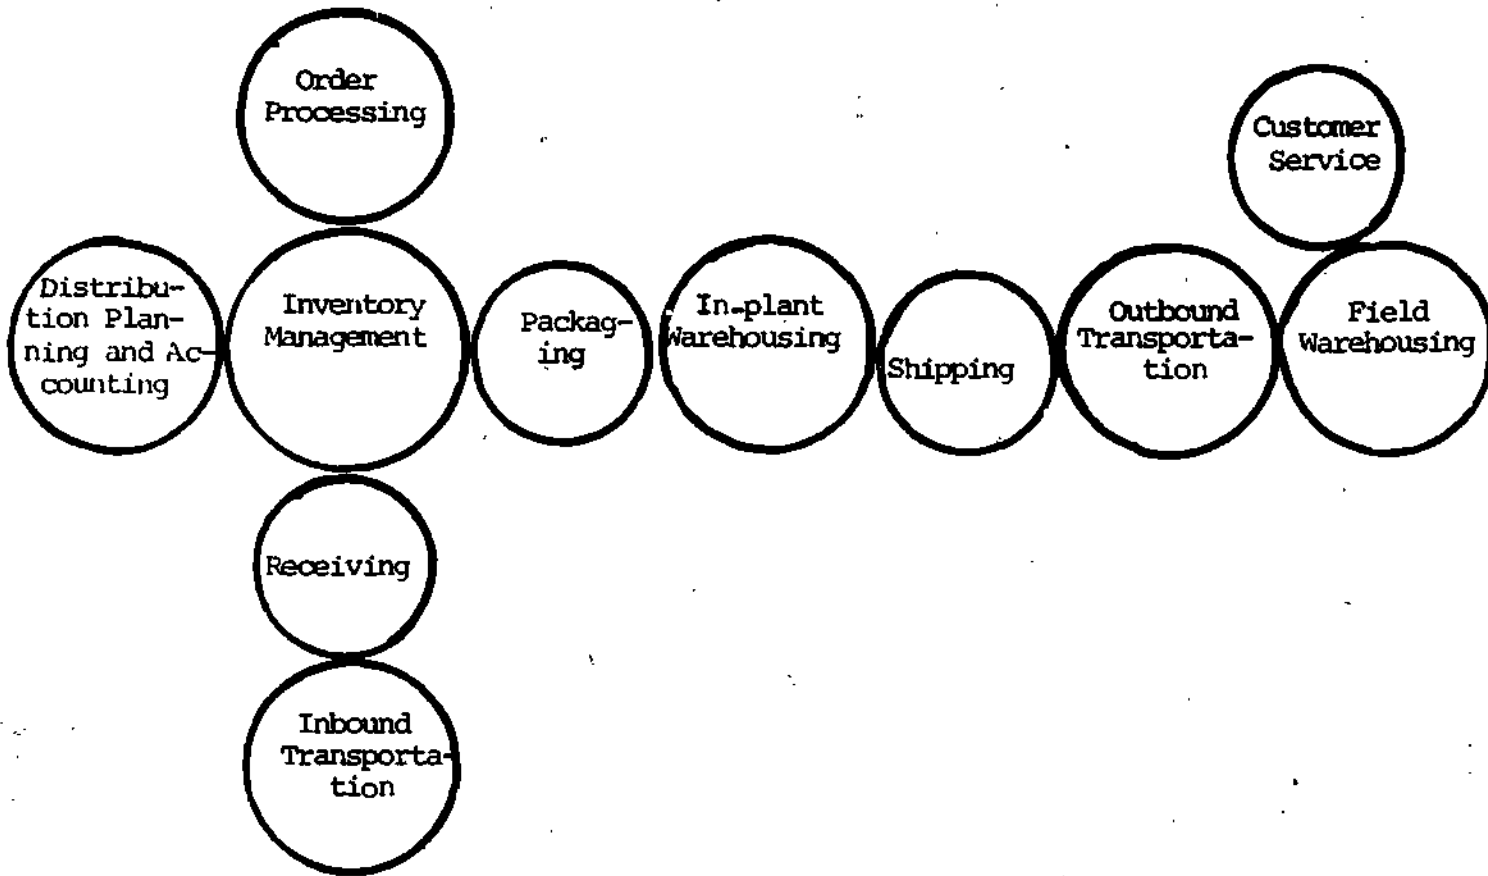 Order
Processing
Customer
Service
Distribu-
tion Plan-
ning and Ac-
counting
Inventory
Management
Packag-
ing
In-plant
Warehousing
Shipping
Outbound
Transporta-
tion
Field
Warehousing
Receiving
Inbound
Transporta-
tion